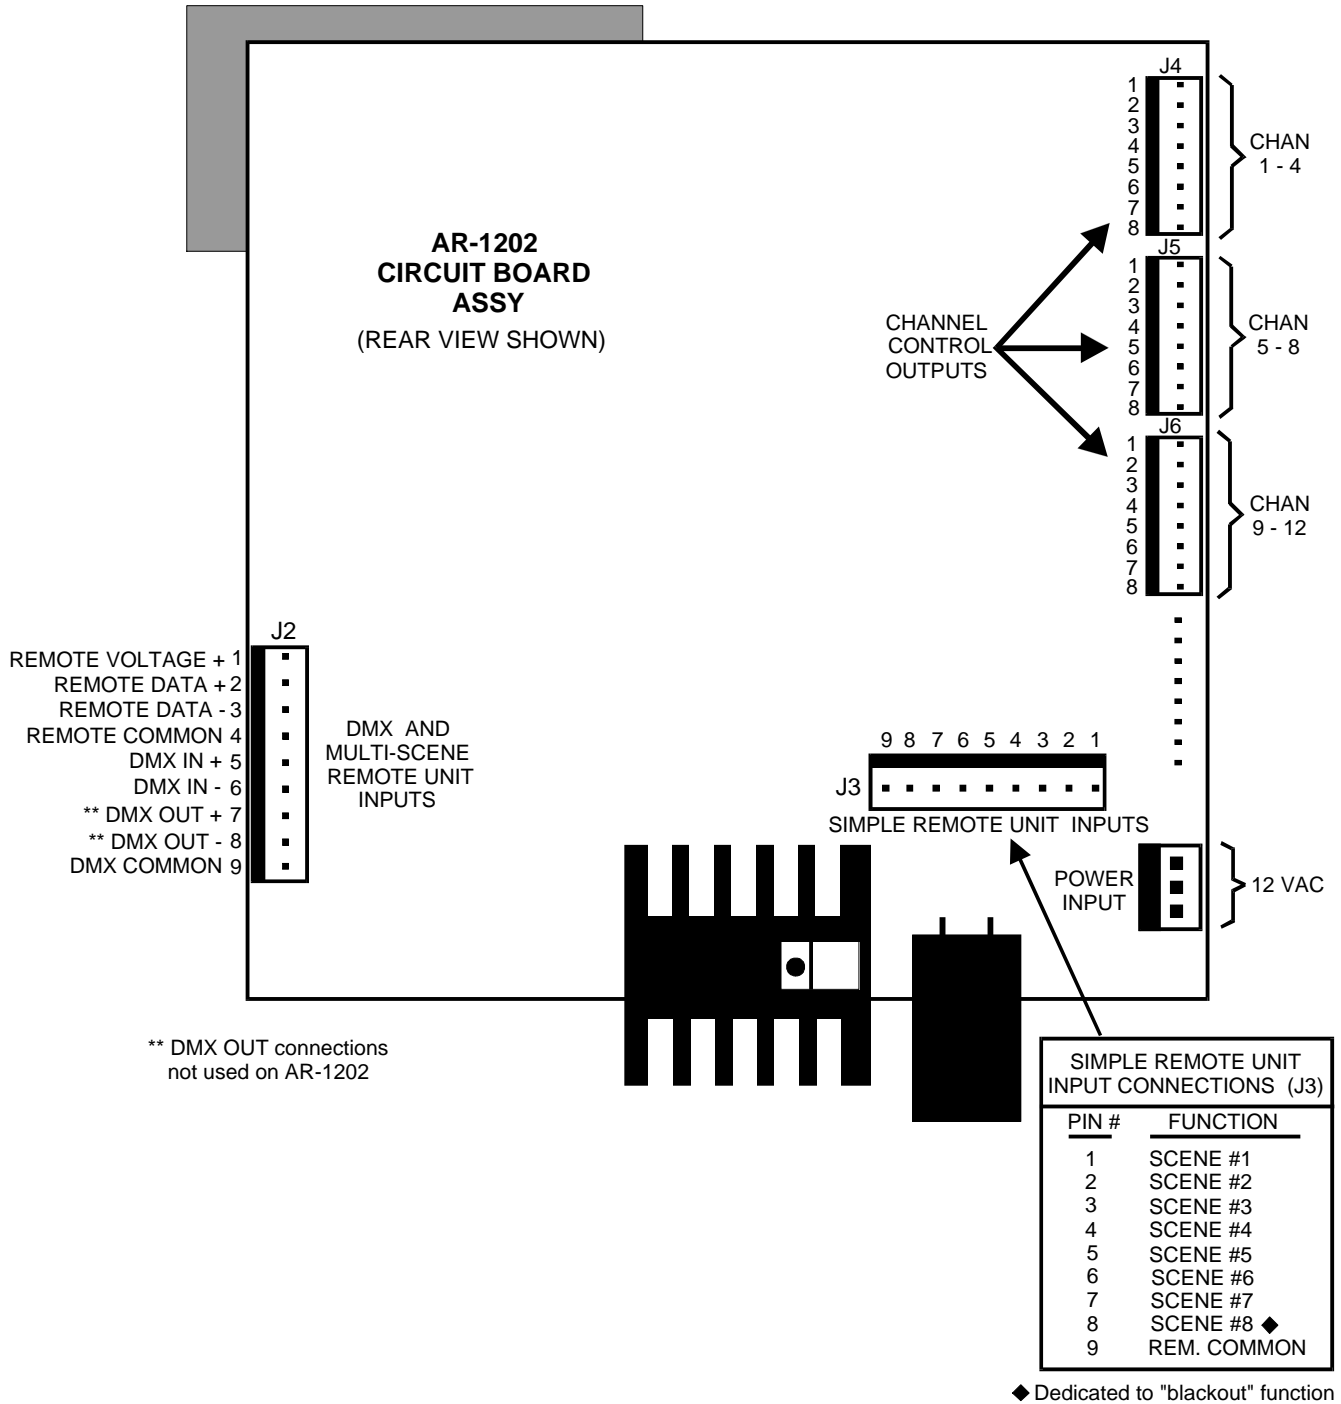 AR-1202
CIRCUIT BOARD
ASSY
(REAR VIEW SHOWN)
J4
1
2
3
4
5
6
7
8
CHAN
1 - 4
J5
1
2
3
4
5
6
7
8
CHAN
5 - 8
CHANNEL
CONTROL
OUTPUTS
J6
1
2
3
4
5
6
7
8
CHAN
9 - 12
J2
REMOTE VOLTAGE + 1
REMOTE DATA + 2
REMOTE DATA - 3
REMOTE COMMON 4
DMX IN + 5
DMX IN - 6
** DMX OUT + 7
** DMX OUT - 8
DMX COMMON 9
DMX AND
MULTI-SCENE
REMOTE UNIT
INPUTS
9 8 7 6 5 4 3 2 1
J3
SIMPLE REMOTE UNIT INPUTS
POWER
INPUT
12 VAC
** DMX OUT connections
not used on AR-1202
SIMPLE REMOTE UNIT
INPUT CONNECTIONS (J3)
PIN # FUNCTION
1 SCENE #1
2 SCENE #2
3 SCENE #3
4 SCENE #4
5 SCENE #5
6 SCENE #6
7 SCENE #7
8 SCENE #8 ◆
9 REM. COMMON
◆ Dedicated to "blackout" function